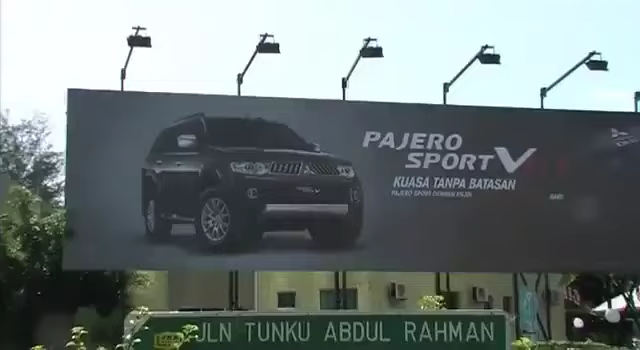 PAJERO
SPORT V
KUASA TANPA BATASAN
JLN TUNKU ABDUL RAHMAN